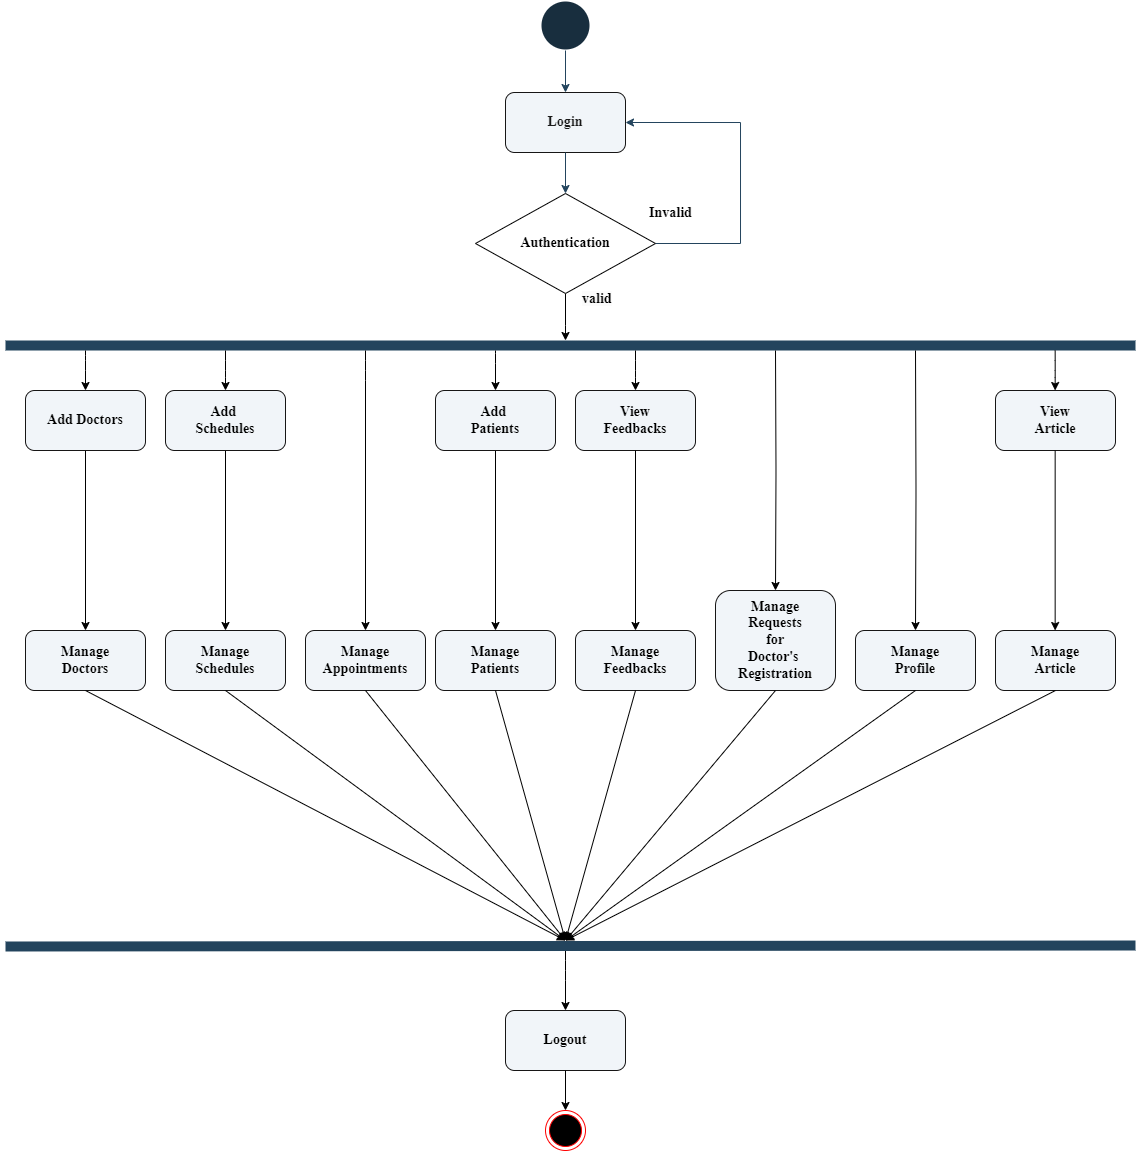 Login
Invalid
Authentication
valid
Add Doctors
Add
Schedules
Add
Patients
View
Feedbacks
View
Article
Manage
Doctors
Manage
Schedules
Manage
Appointments
Manage
Patients
Manage
Feedbacks
Manage
Requests
for
Doctor's
Registration
Manage
Profile
Manage
Article
Logout